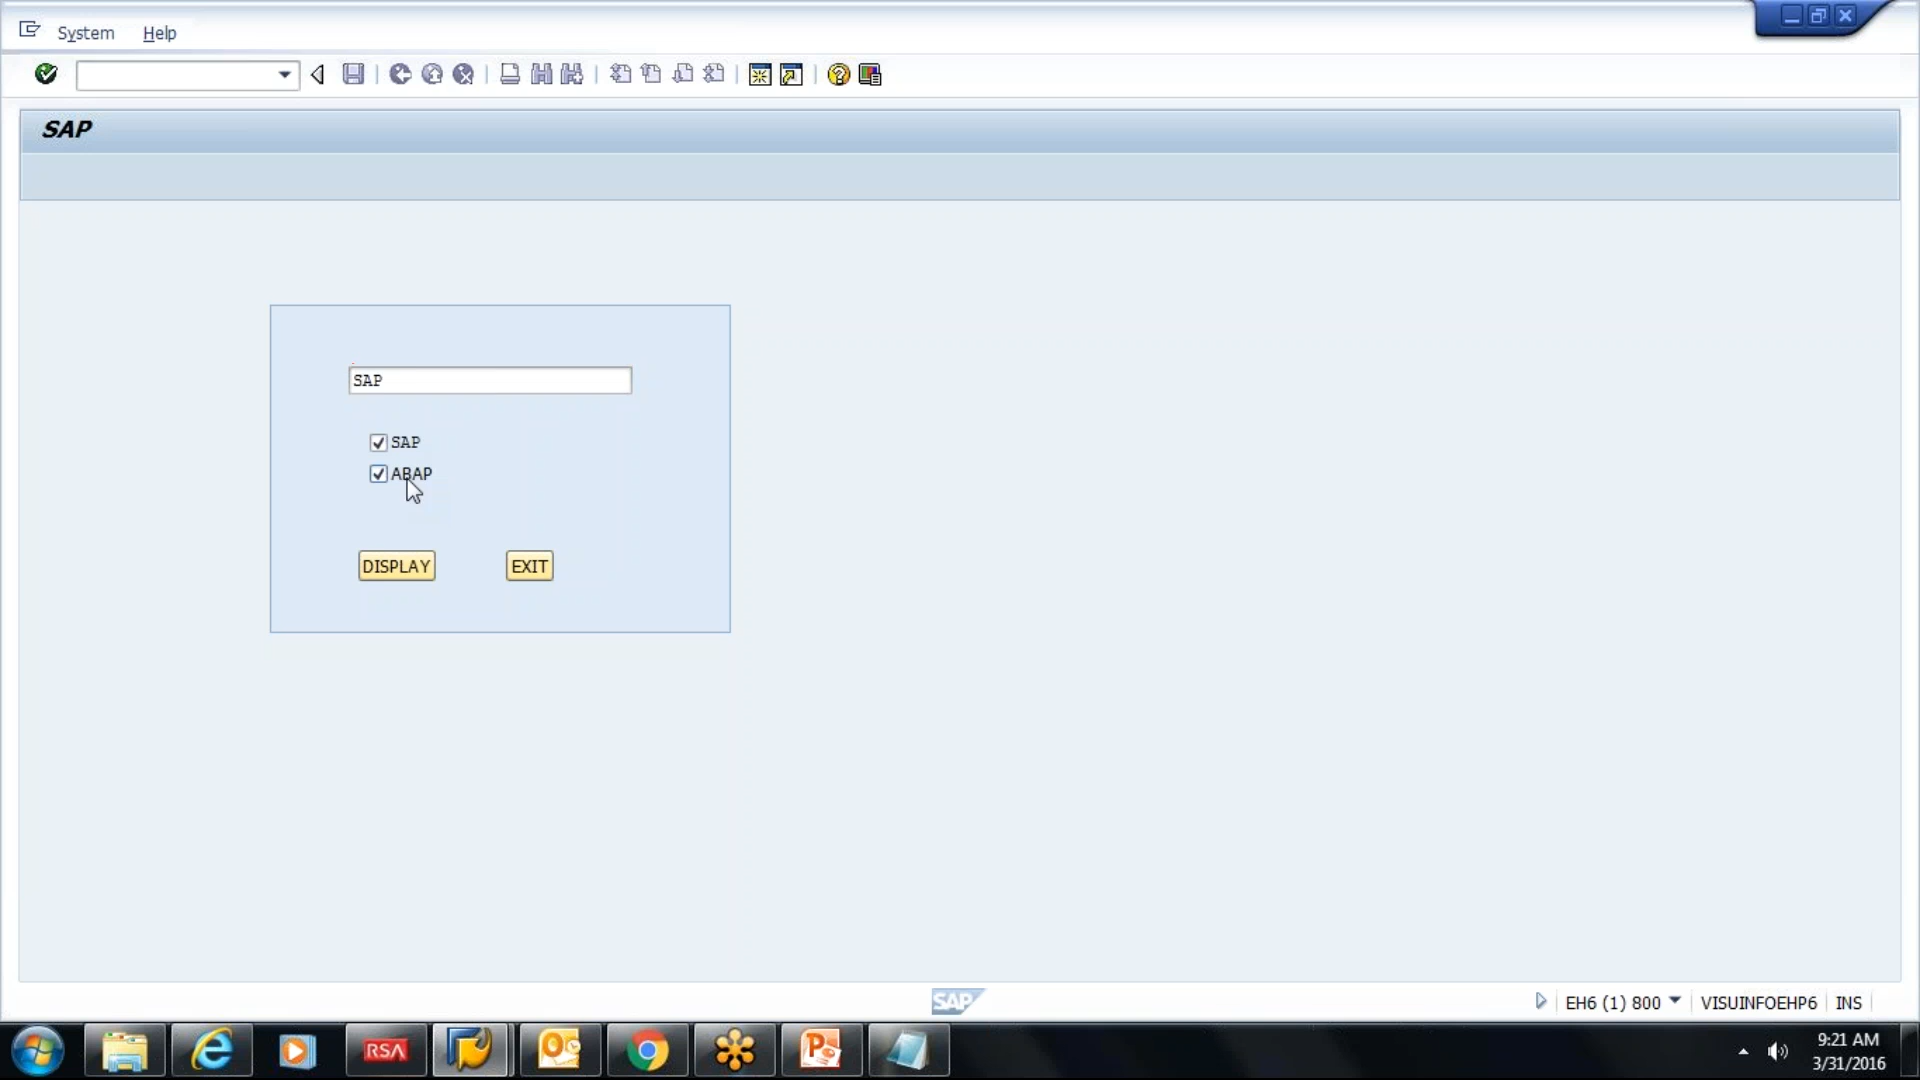 System Help
SAP
SAP
SAP
ABAP
DISPLAY EXIT
SAP EH6 (1) 800 VISUINFOEHP6 INS
RSA
9:21 AM
3/31/2016